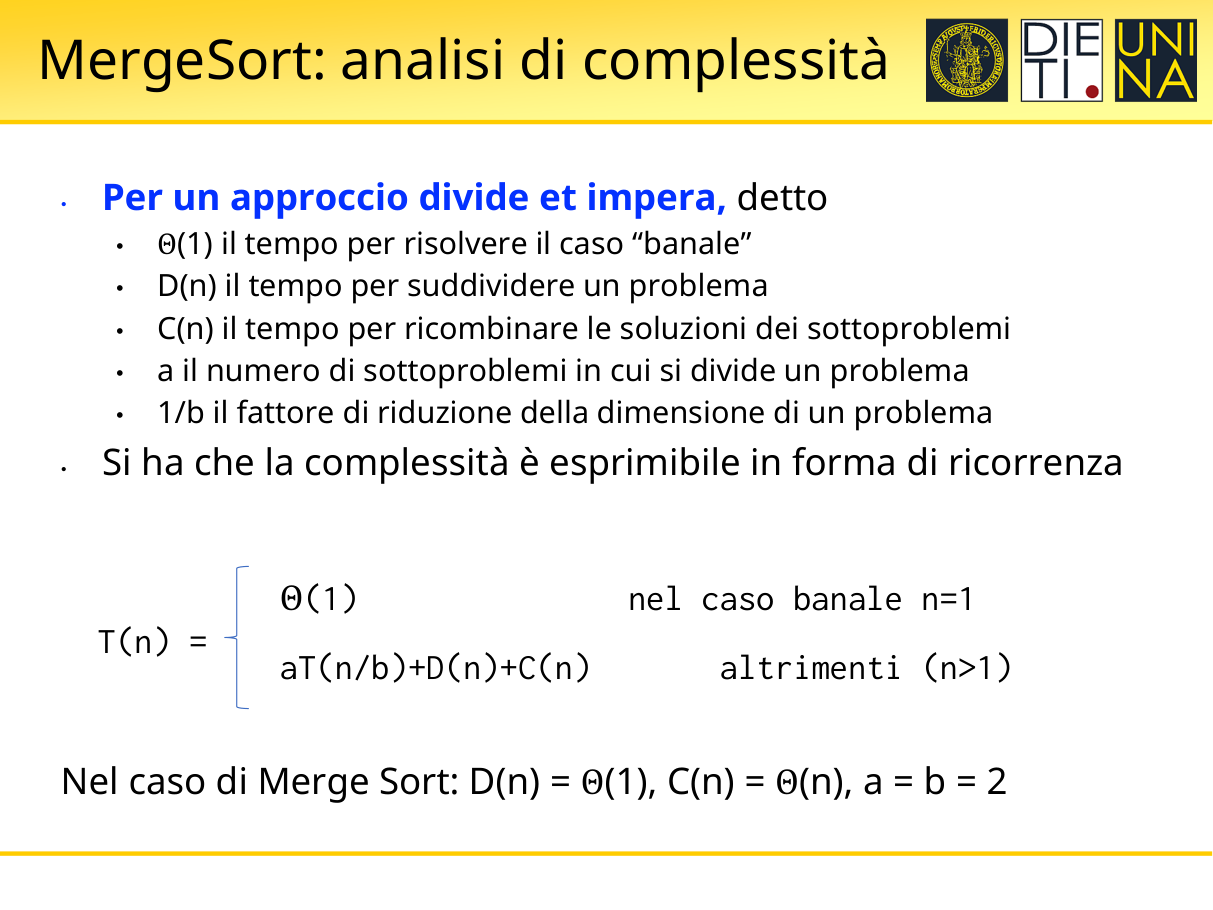 MergeSort: analisi di complessità
DIE
TI.
UNI
NA
• Per un approccio divide et impera, detto
• Θ(1) il tempo per risolvere il caso “banale”
• D(n) il tempo per suddividere un problema
• C(n) il tempo per ricombinare le soluzioni dei sottoproblemi
• a il numero di sottoproblemi in cui si divide un problema
• 1/b il fattore di riduzione della dimensione di un problema
• Si ha che la complessità è esprimibile in forma di ricorrenza
Θ(1) nel caso banale n=1
T(n) =
aT(n/b)+D(n)+C(n) altrimenti (n>1)
Nel caso di Merge Sort: D(n) = Θ(1), C(n) = Θ(n), a = b = 2